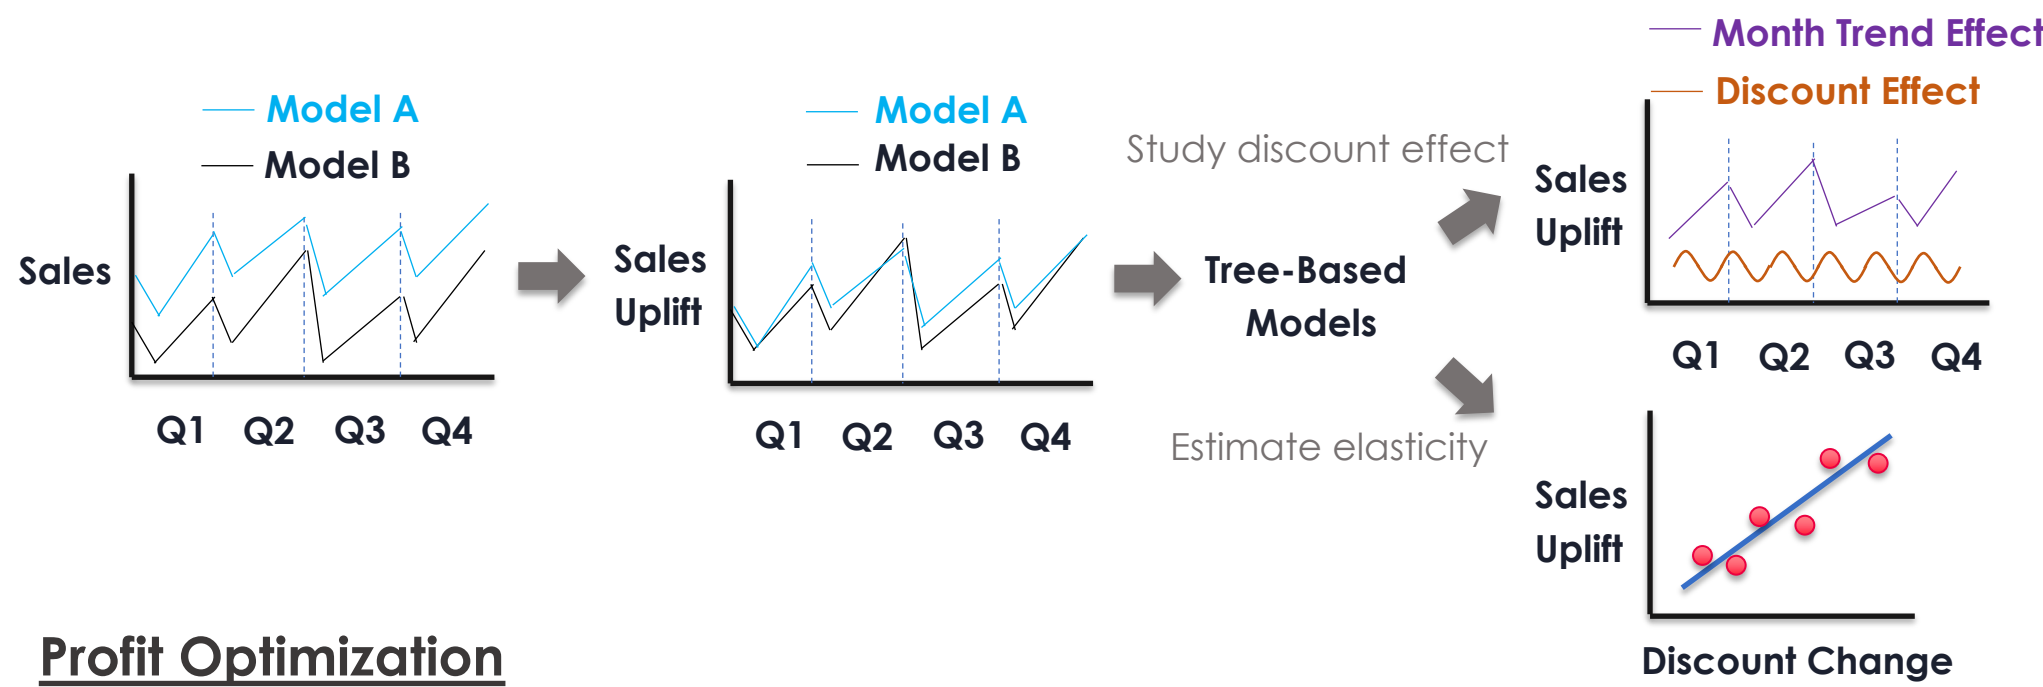 Model A
Model B
Sales
Q1 Q2 Q3 Q4
Model A
Model B
Sales
Uplift
Q1 Q2 Q3 Q4
Study discount effect
Tree-Based
Models
Estimate elasticity
Month Trend Effect
Discount Effect
Sales
Uplift
Q1 Q2 Q3 Q4
Sales
Uplift
Discount Change
Profit Optimization